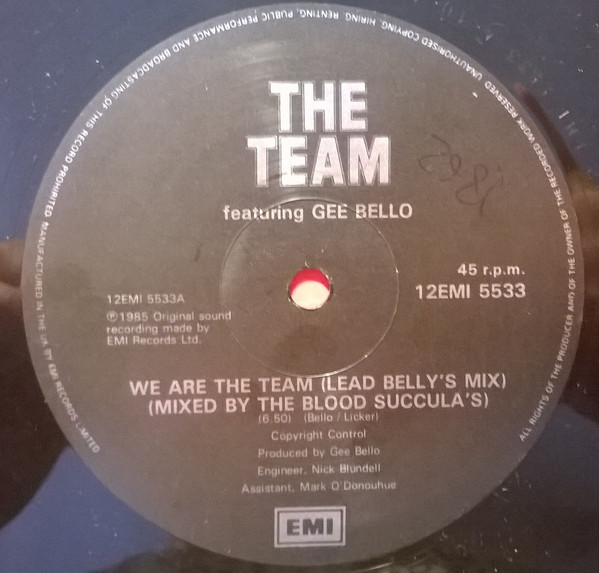 THE
TEAM
featuring GEE BELLO
45 r.p.m.
12EMI 5533
12EMI 5533A
℗1985 Original sound
recording made by
EMI Records Ltd.
WE ARE THE TEAM (LEAD BELLY'S MIX)
(MIXED BY THE BLOOD SUCCULA'S)
(6.50) (Bello / Licker)
Copyright Control
Produced by Gee Bello
Engineer, Nick Blundell
Assistant, Mark O'Donouhue
EMI
MANUFACTURED IN THE U.K. BY EMI RECORDS LIMITED
ALL RIGHTS OF THE PRODUCER AND OF THE OWNER OF THE RECORDED WORK RESERVED UNAUTHORISED COPYING, HIRING, RENTING, PUBLIC PERFORMANCE AND BROADCASTING OF THIS RECORD PROHIBITED